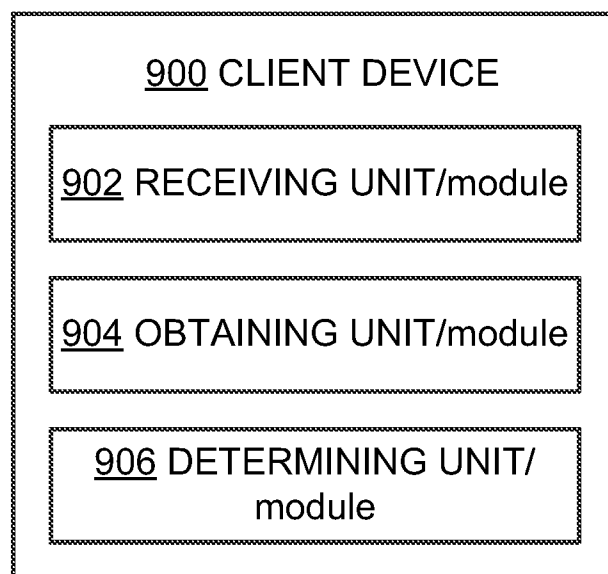 900 CLIENT DEVICE
902 RECEIVING UNIT/module
904 OBTAINING UNIT/module
906 DETERMINING UNIT/
module